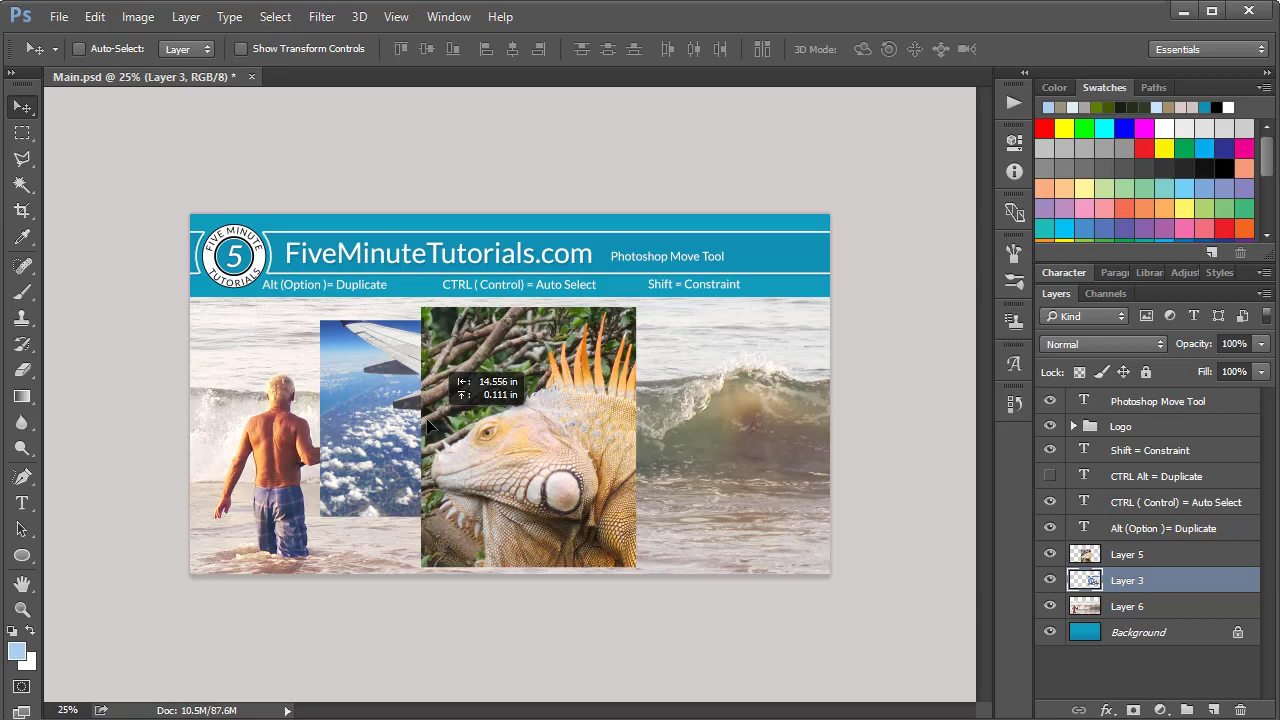 Ps File Edit Image Layer Type Select Filter 3D View Window Help
Auto-Select: Layer Show Transform Controls 3D Mode: Essentials
Main.psd @ 25% (Layer 3, RGB/8) * ×
Color Swatches Paths
FIVE MINUTE
5
TUTORIALS
FiveMinuteTutorials.com Photoshop Move Tool
Alt (Option )= Duplicate CTRL ( Control) = Auto Select Shift = Constraint
14.556 in
0.111 in
Character Paragı Librar Adjus Styles
Layers Channels
Kind
Normal Opacity: 100%
Lock: Fill: 100%
T Photoshop Move Tool
Logo
T Shift = Constraint
T CTRL Alt = Duplicate
T CTRL ( Control) = Auto Select
T Alt (Option )= Duplicate
Layer 5
Layer 3
Layer 6
Background
25% Doc: 10.5M/87.6M